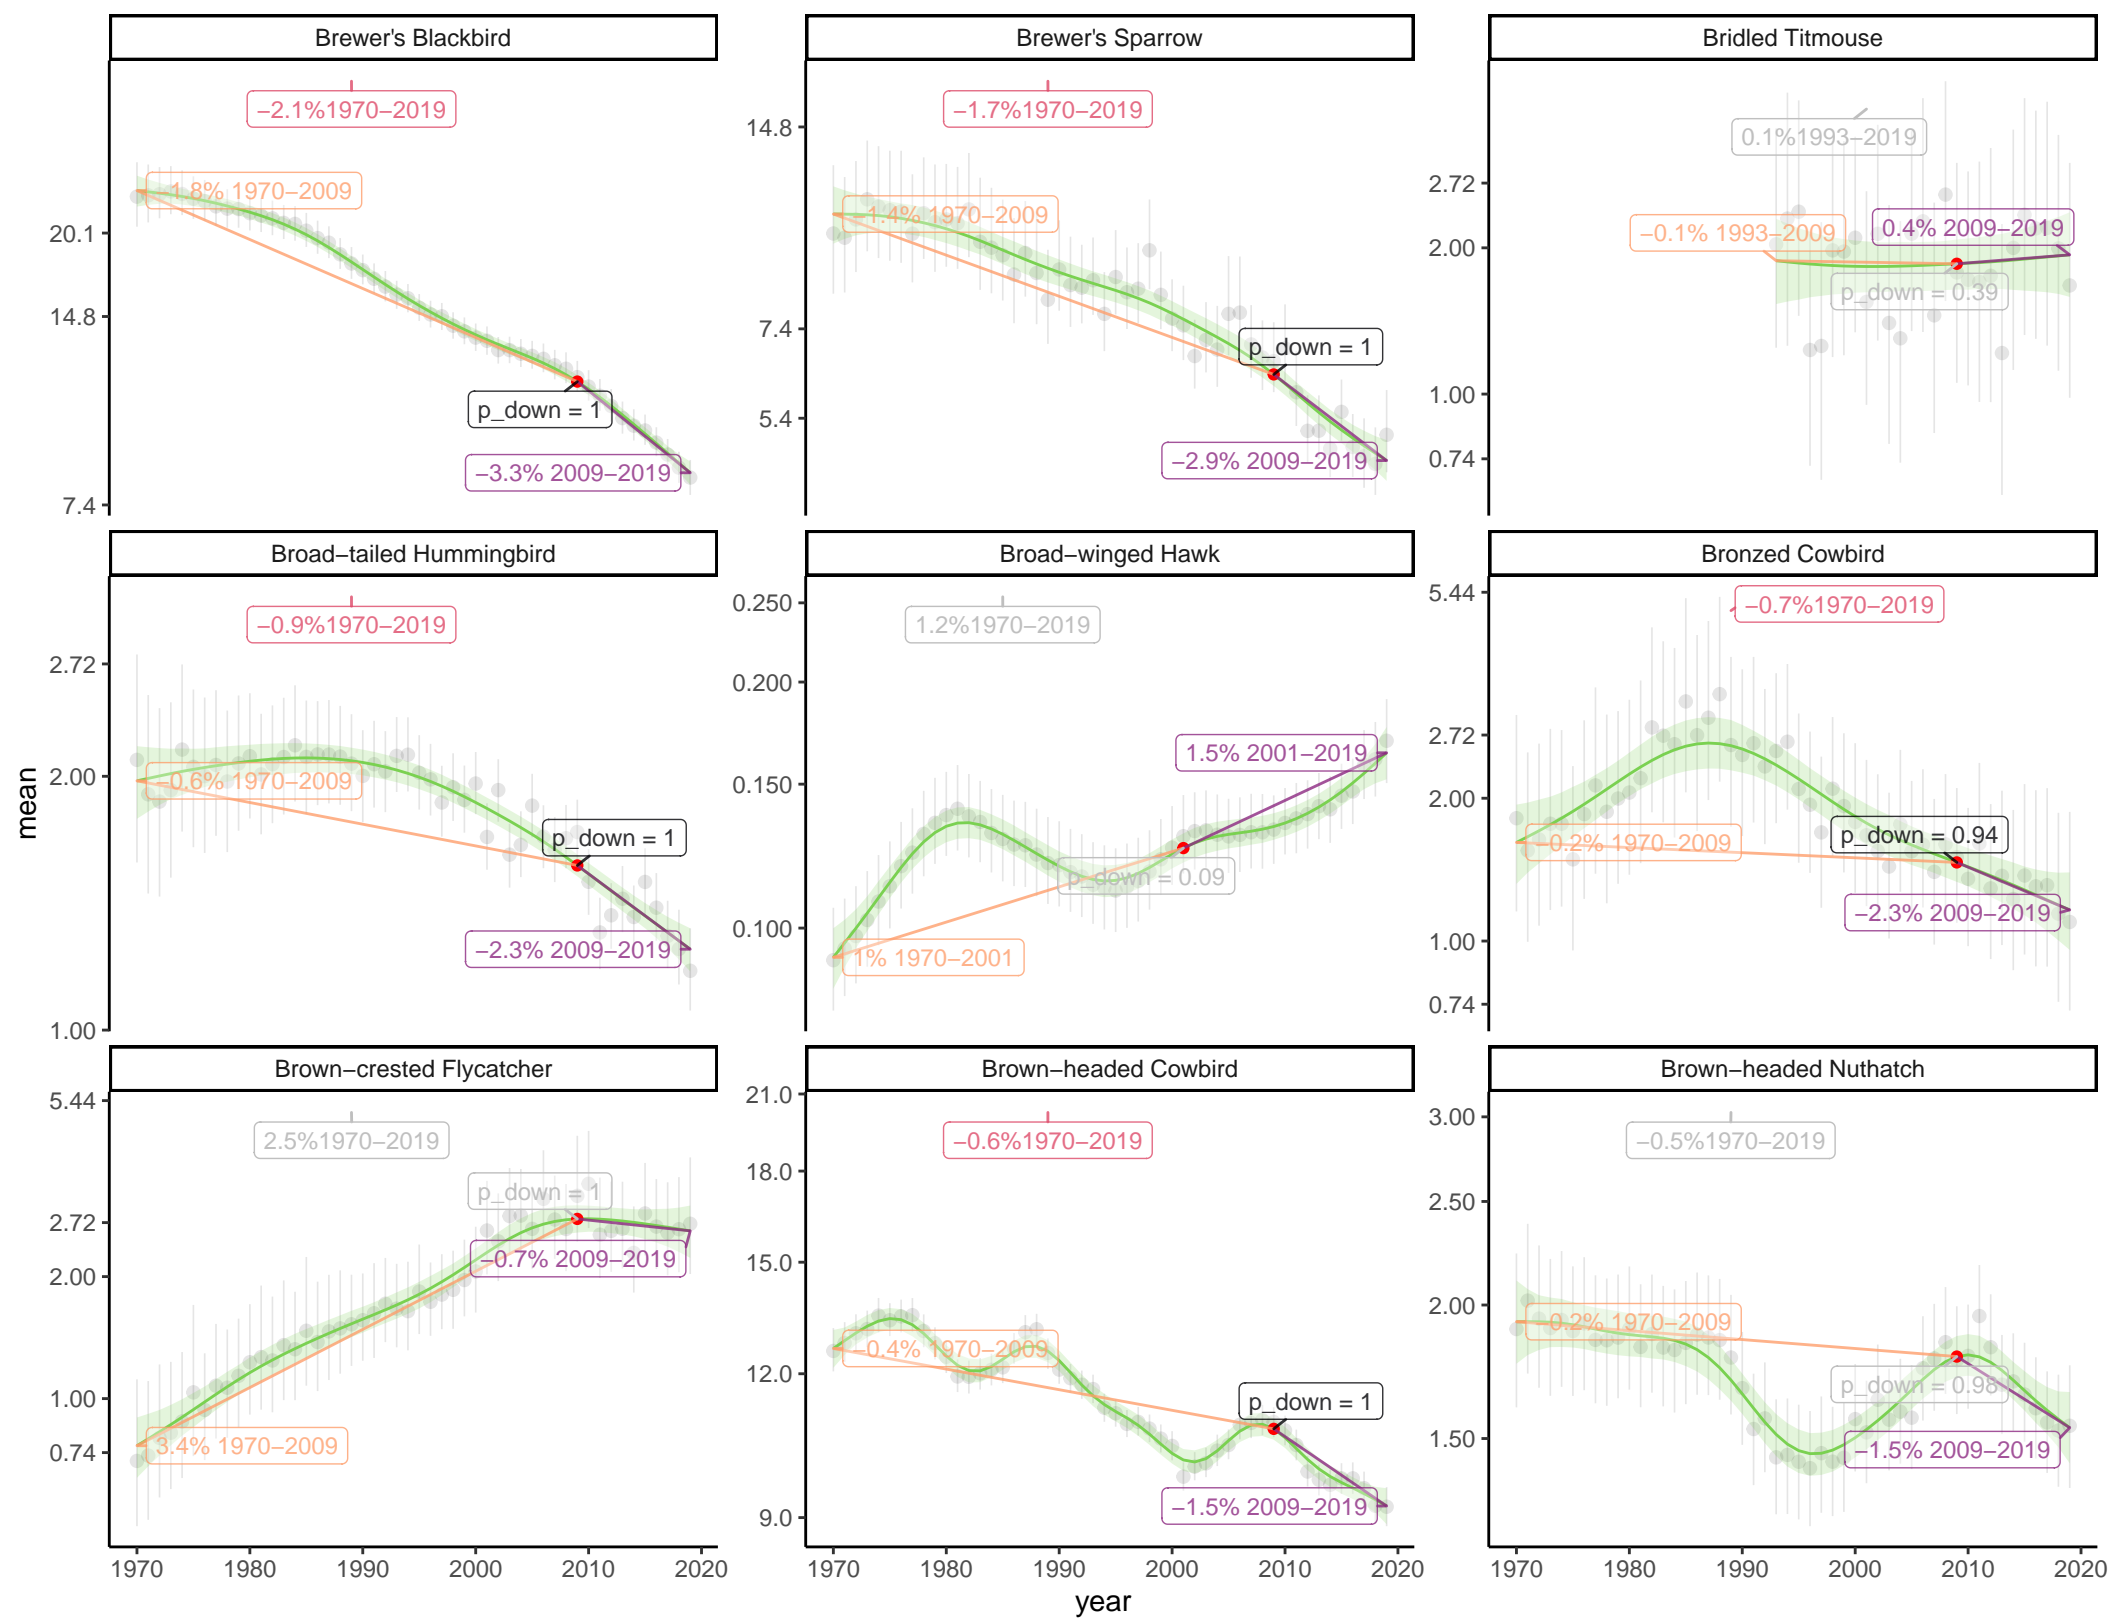 Brewer's Blackbird
−2.1%1970−2019
−1.8% 1970−2009
p_down = 1
−3.3% 2009−2019
20.1
14.8
7.4
Brewer's Sparrow
−1.7%1970−2019
−1.4% 1970−2009
p_down = 1
−2.9% 2009−2019
14.8
7.4
5.4
Bridled Titmouse
0.1%1993−2019
−0.1% 1993−2009
0.4% 2009−2019
p_down = 0.39
2.72
2.00
1.00
0.74
Broad−tailed Hummingbird
−0.9%1970−2019
−0.6% 1970−2009
p_down = 1
−2.3% 2009−2019
2.72
2.00
1.00
Broad−winged Hawk
1.2%1970−2019
1.5% 2001−2019
p_down = 0.09
1% 1970−2001
0.250
0.200
0.150
0.100
Bronzed Cowbird
−0.7%1970−2019
−0.2% 1970−2009
p_down = 0.94
−2.3% 2009−2019
5.44
2.72
2.00
1.00
0.74
Brown−crested Flycatcher
2.5%1970−2019
p_down = 1
−0.7% 2009−2019
3.4% 1970−2009
5.44
2.72
2.00
1.00
0.74
1970 1980 1990 2000 2010 2020
Brown−headed Cowbird
−0.6%1970−2019
−0.4% 1970−2009
p_down = 1
−1.5% 2009−2019
21.0
18.0
15.0
12.0
9.0
1970 1980 1990 2000 2010 2020
Brown−headed Nuthatch
−0.5%1970−2019
−0.2% 1970−2009
p_down = 0.98
−1.5% 2009−2019
3.00
2.50
2.00
1.50
1970 1980 1990 2000 2010 2020
mean
year